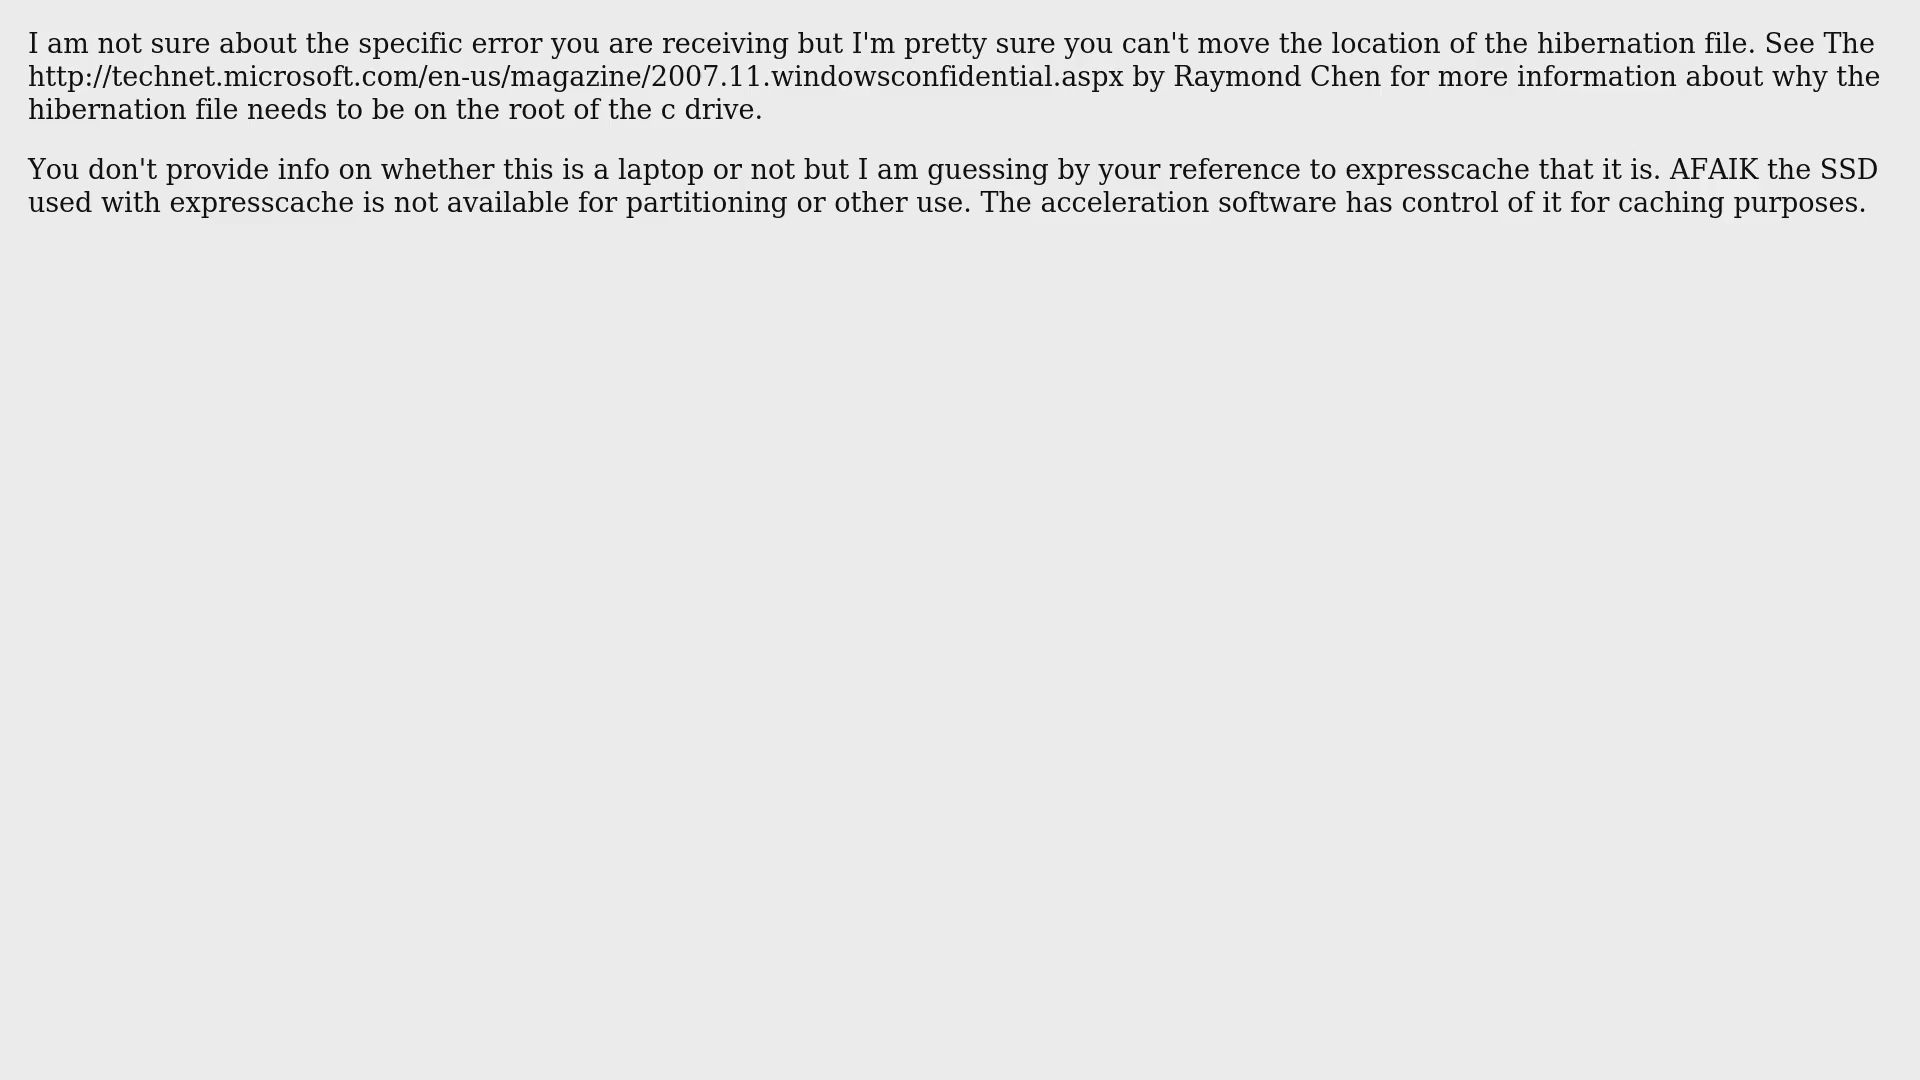 I am not sure about the specific error you are receiving but I'm pretty sure you can't move the location of the hibernation file. See The
http://technet.microsoft.com/en-us/magazine/2007.11.windowsconfidential.aspx by Raymond Chen for more information about why the
hibernation file needs to be on the root of the c drive.
You don't provide info on whether this is a laptop or not but I am guessing by your reference to expresscache that it is. AFAIK the SSD
used with expresscache is not available for partitioning or other use. The acceleration software has control of it for caching purposes.